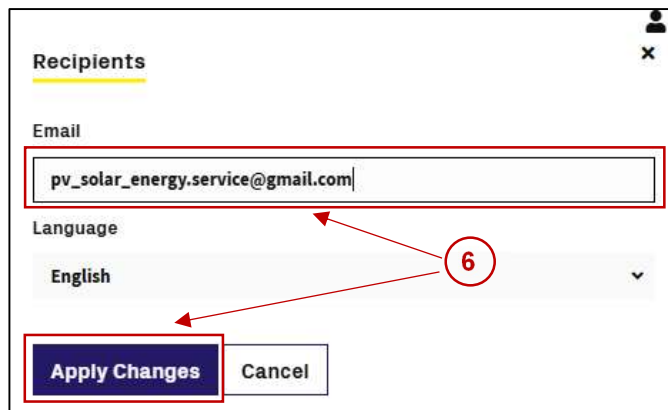 Recipients
×
Email
pv_solar_energy.service@gmail.com
Language
English
6
Apply Changes
Cancel